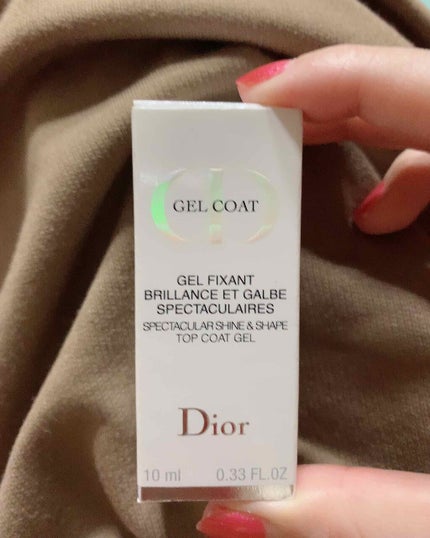 GEL COAT
GEL FIXANT
BRILLANCE ET GALBE
SPECTACULAIRES
SPECTACULAR SHINE & SHAPE
TOP COAT GEL
Dior
10 ml 0.33 FL.OZ